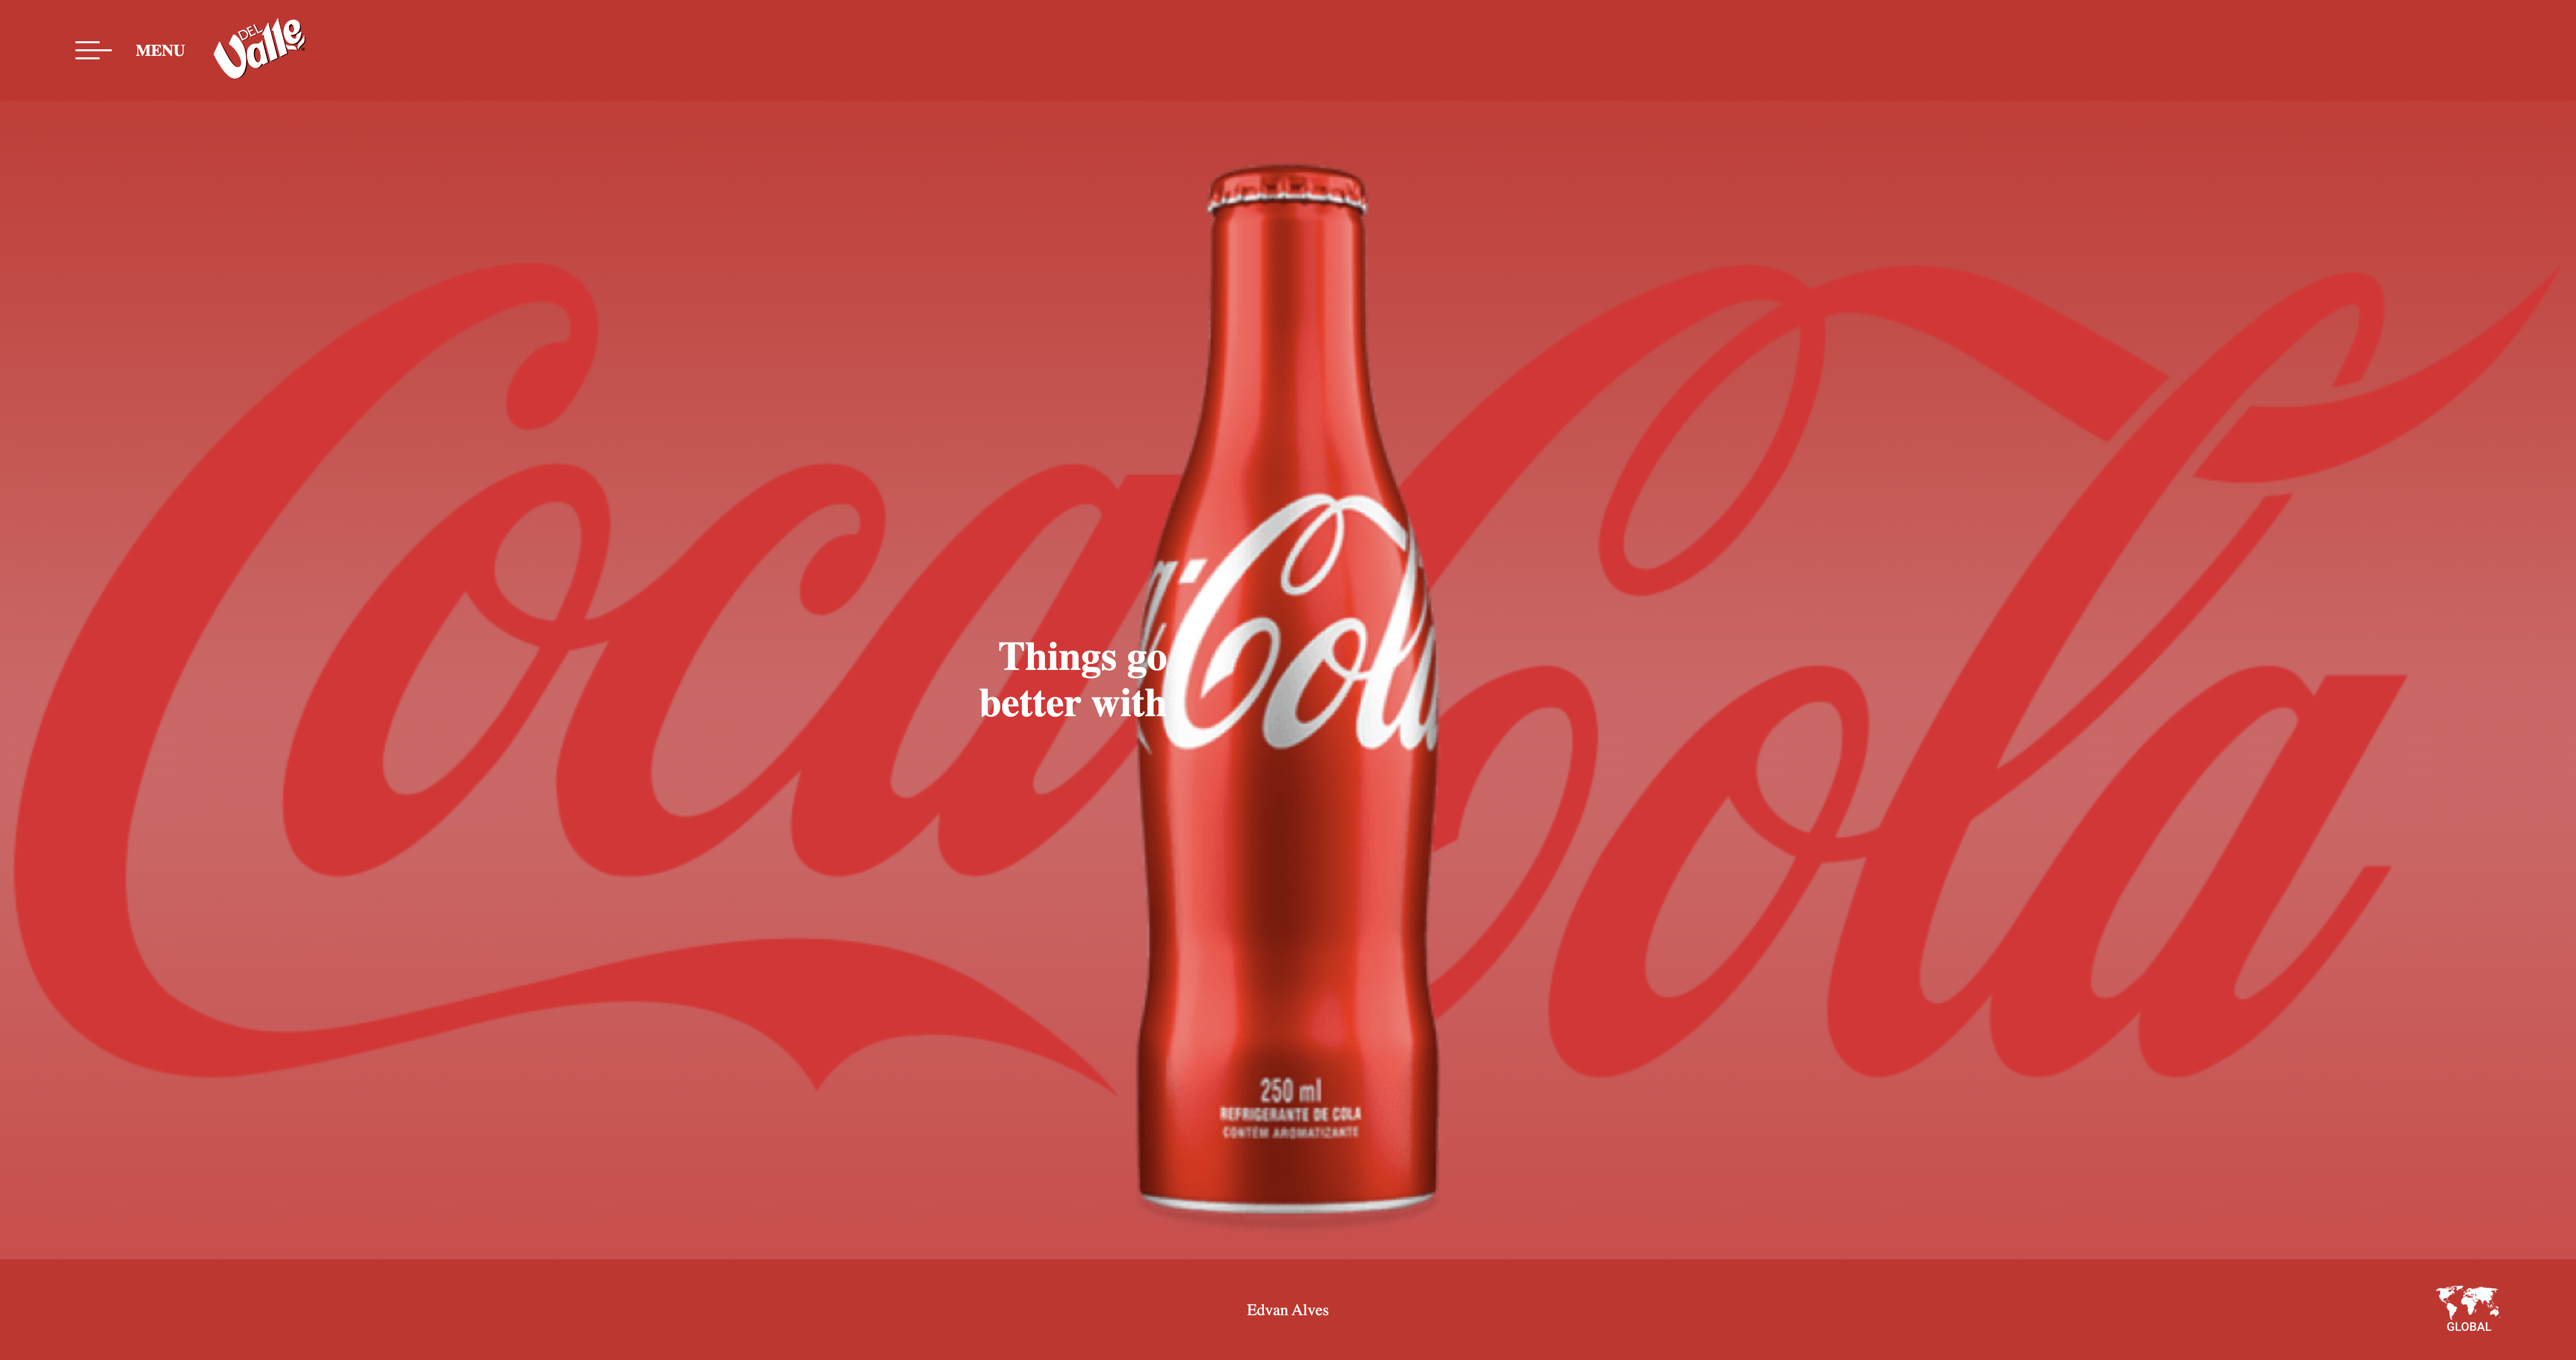 MENU
DEL Valle
Coca Cola
Things go
better with
Cola
250 ml
REFRIGERANTE DE COLA
CONTÉM AROMATIZANTE
Edvan Alves
GLOBAL